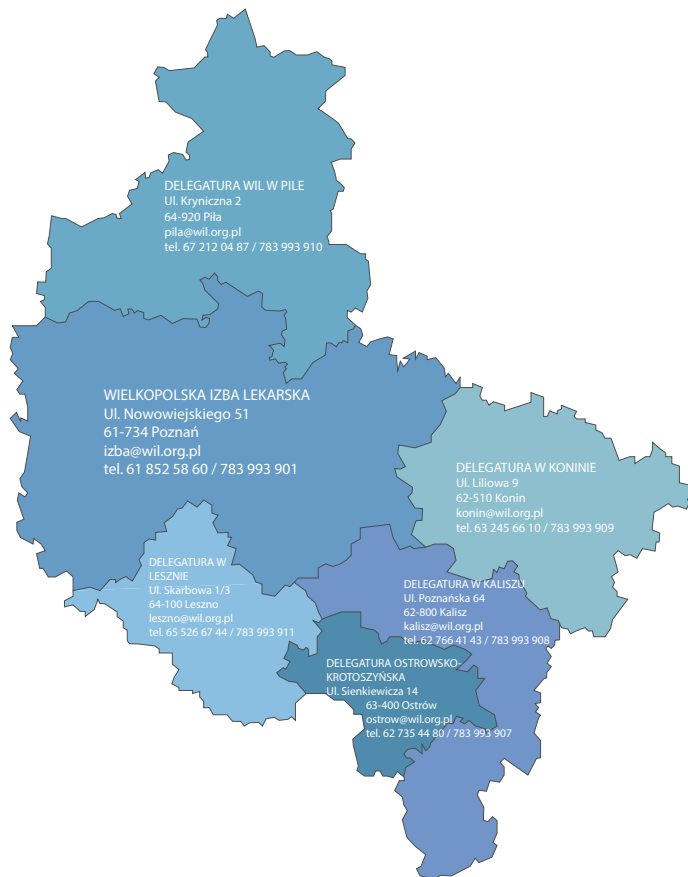 DELEGATURA WIL W PILE
Ul. Kryniczna 2
64-920 Piła
pila@wil.org.pl
tel. 67 212 04 87 / 783 993 910
WIELKOPOLSKA IZBA LEKARSKA
Ul. Nowowiejskiego 51
61-734 Poznań
izba@wil.org.pl
tel. 61 852 58 60 / 783 993 901
DELEGATURA W KONINIE
Ul. Liliowa 9
62-510 Konin
konin@wil.org.pl
tel. 63 245 66 10 / 783 993 909
DELEGATURA W
LESZNIE
Ul. Skarbowa 1/3
64-100 Leszno
leszno@wil.org.pl
tel. 65 526 67 44 / 783 993 911
DELEGATURA W KALISZU
Ul. Poznańska 64
62-800 Kalisz
kalisz@wil.org.pl
tel. 62 766 41 43 / 783 993 908
DELEGATURA OSTROWSKO-
KROTOSZYŃSKA
Ul. Sienkiewicza 14
63-400 Ostrów
ostrow@wil.org.pl
tel. 62 735 44 80 / 783 993 907